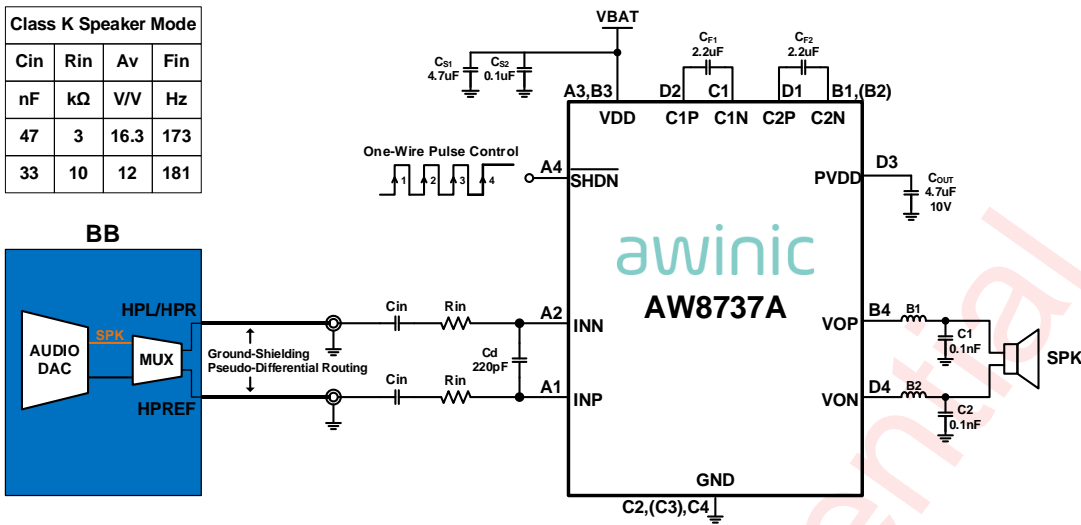 Class K Speaker Mode
Cin Rin Av Fin
nF kΩ V/V Hz
47 3 16.3 173
33 10 12 181
VBAT
CS1
4.7uF
CS2
0.1uF
CF1
2.2uF
CF2
2.2uF
A3,B3
D2
C1
D1
B1,(B2)
VDD
C1P
C1N
C2P
C2N
One-Wire Pulse Control
1 2 3 4
A4
SHDN
D3
PVDD
COUT
4.7uF
10V
awinic
AW8737A
BB
HPL/HPR
SPK
AUDIO
DAC
MUX
HPREF
Ground-Shielding
Pseudo-Differential Routing
Cin
Rin
A2
INN
Cd
220pF
Cin
Rin
A1
INP
VOP
B4
B1
C1
0.1nF
SPK
VON
D4
B2
C2
0.1nF
GND
C2,(C3),C4
ential